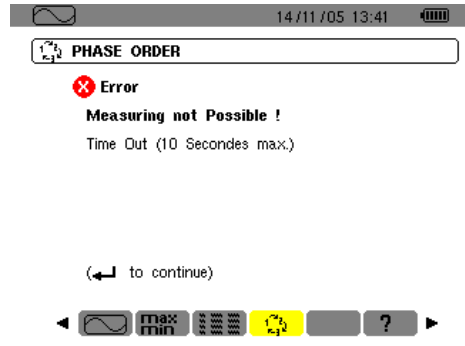 14/11/05 13:41
PHASE ORDER
Error
Measuring not Possible !
Time Out (10 Secondes max.)
(↵ to continue)
max
min
?